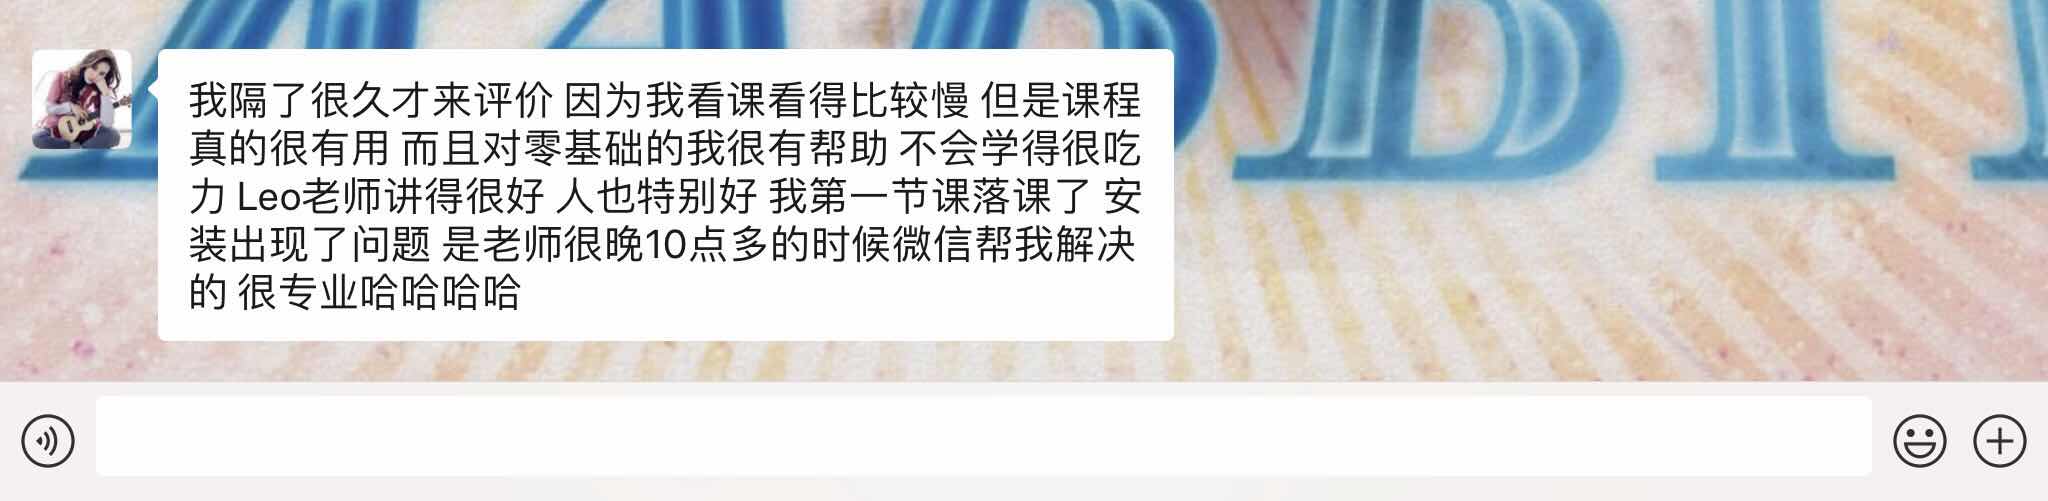 我隔了很久才来评价 因为我看课看得比较慢 但是课程
真的很有用 而且对零基础的我很有帮助 不会学得很吃
力 Leo老师讲得很好 人也特别好 我第一节课落课了 安
装出现了问题 是老师很晚10点多的时候微信帮我解决
的 很专业哈哈哈哈